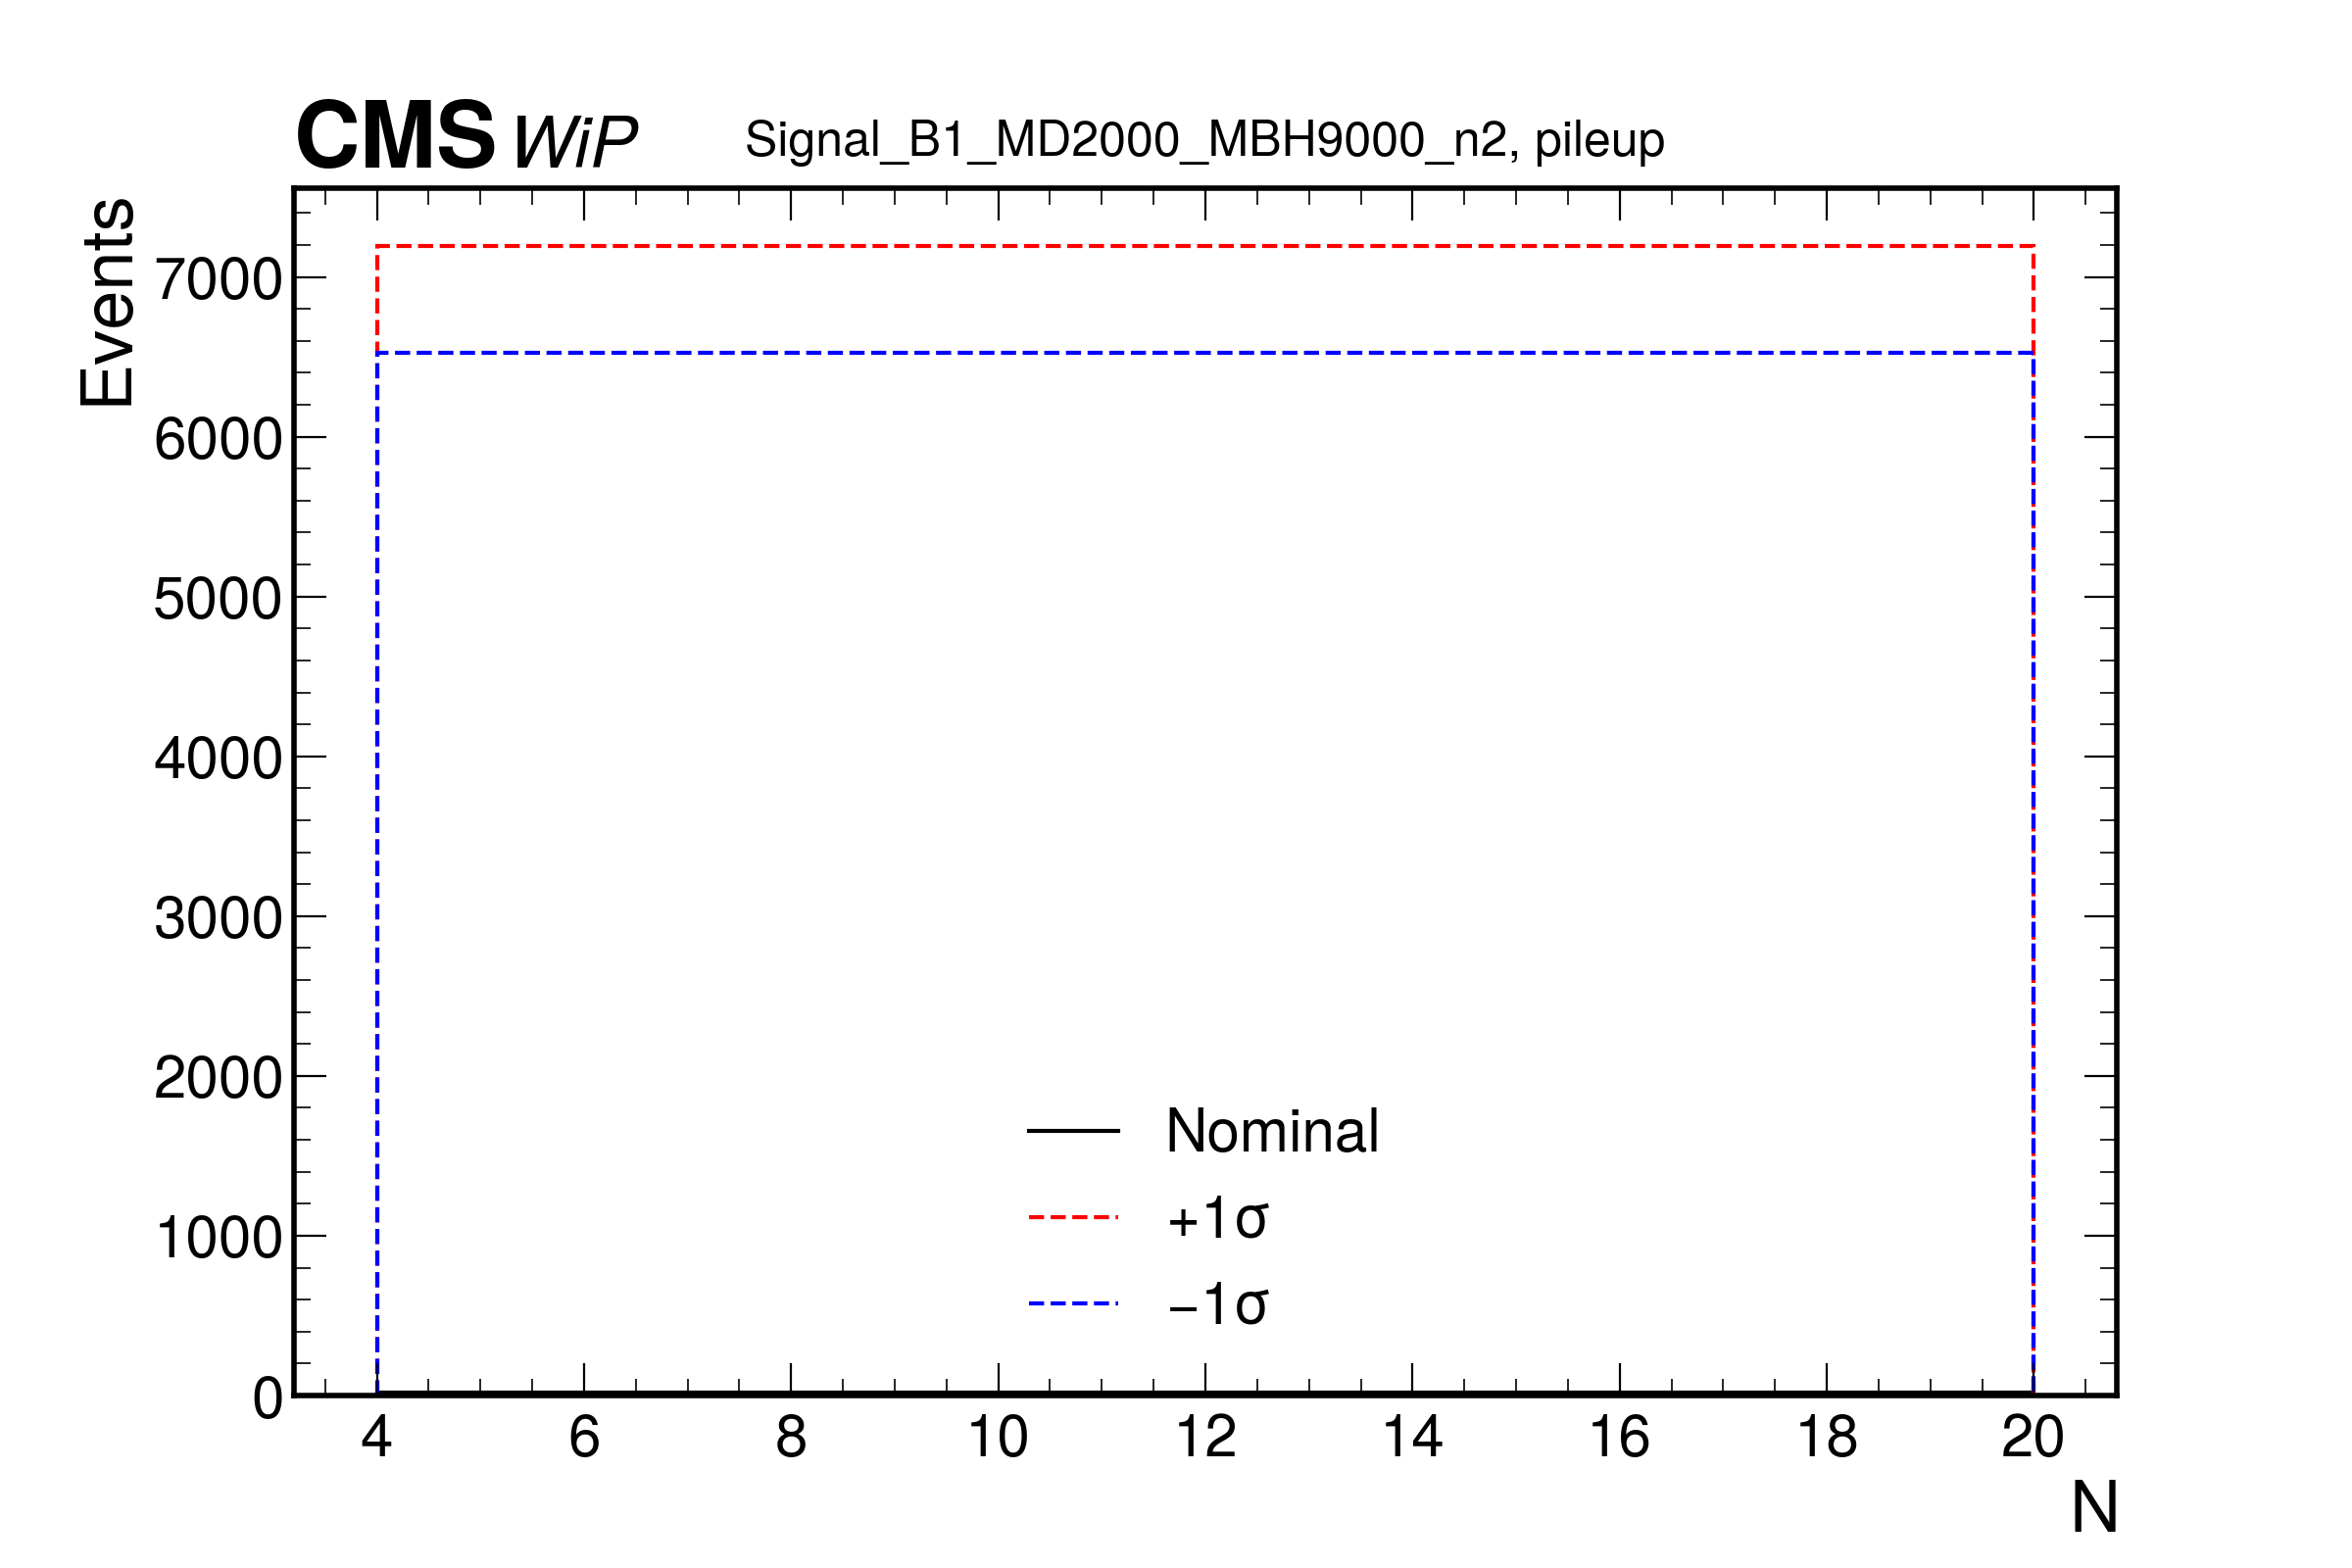 CMS WiP Signal_B1_MD2000_MBH9000_n2, pileup
Events
7000
6000
5000
4000
3000
2000
1000
0
Nominal
+1σ
−1σ
4 6 8 10 12 14 16 18 20
N